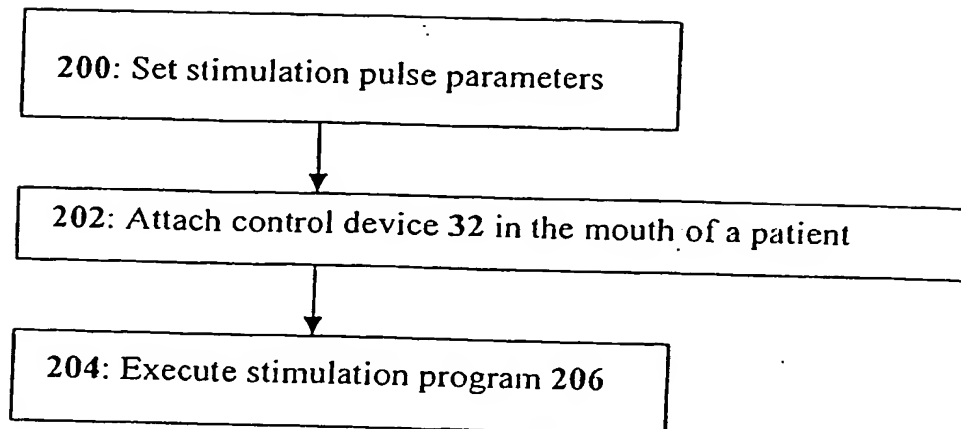 200: Set stimulation pulse parameters
202: Attach control device 32 in the mouth of a patient
204: Execute stimulation program 206